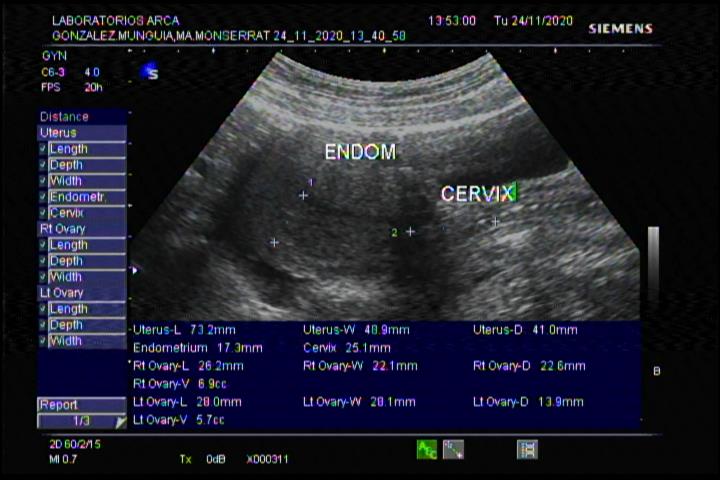 LABORATORIOS ARCA 13:53:00 Tu 24/11/2020 SIEMENS
GONZALEZ.MUNGUIA,MA.MONSERRAT 24_11_2020_13_40_58
GYN
C6-3 4.0
FPS 20h
S
Distance
Uterus
Length
Depth
Width
Endometr.
Cervix
Rt Ovary
Length
Depth
Width
Lt Ovary
Length
Depth
Width
ENDOM
CERVIX
1
2
Uterus-L 73.2mm Uterus-W 48.9mm Uterus-D 41.0mm
Endometrium 17.3mm Cervix 25.1mm
Rt Ovary-L 26.2mm Rt Ovary-W 22.1mm Rt Ovary-D 22.6mm
Rt Ovary-V 6.9cc
Lt Ovary-L 28.0mm Lt Ovary-W 28.1mm Lt Ovary-D 13.9mm
Lt Ovary-V 5.7cc
B
Report
1/3
2D 60/2/15
MI 0.7 Tx 0dB X000311